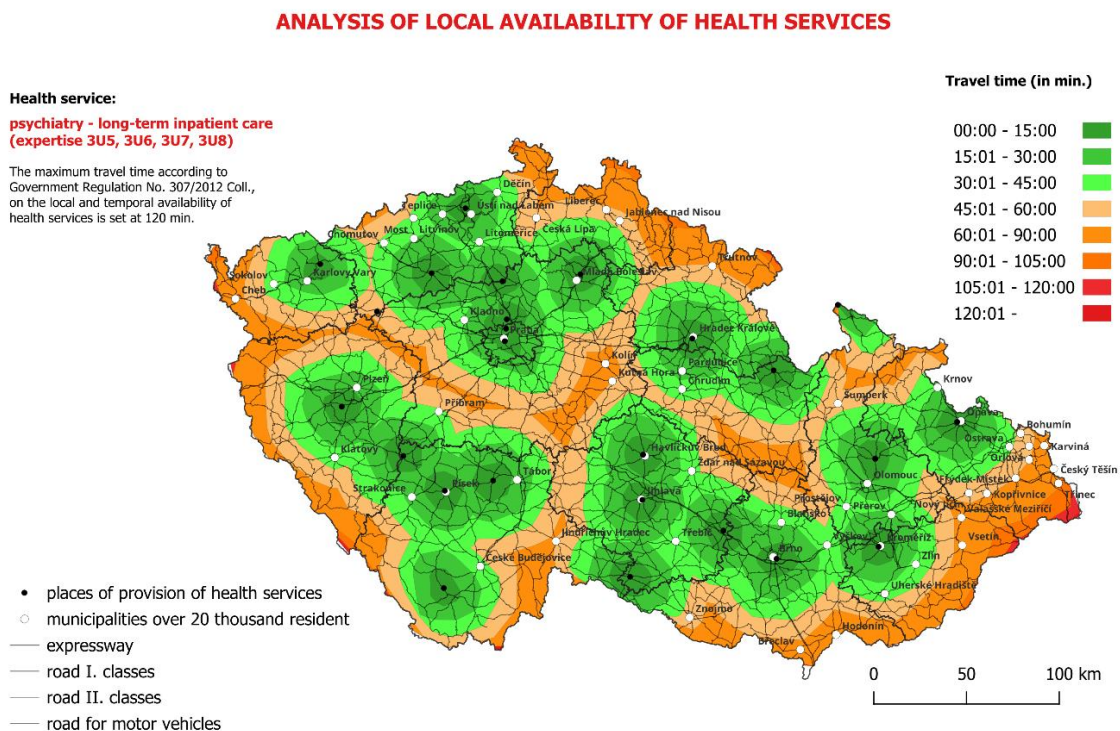 ANALYSIS OF LOCAL AVAILABILITY OF HEALTH SERVICES
Health service:
psychiatry - long-term inpatient care
(expertise 3U5, 3U6, 3U7, 3U8)
The maximum travel time according to
Government Regulation No. 307/2012 Coll.,
on the local and temporal availability of
health services is set at 120 min.
Travel time (in min.)
00:00 - 15:00
15:01 - 30:00
30:01 - 45:00
45:01 - 60:00
60:01 - 90:00
90:01 - 105:00
105:01 - 120:00
120:01 -
Děčín
Teplice
Ústí nad Labem
Liberec
Jablonec nad Nisou
Chomutov
Most
Litvínov
Litoměřice
Česká Lípa
Trutnov
Sokolov
Karlovy Vary
Cheb
Mladá Boleslav
Kladno
Praha
Hradec Králové
Kolín
Pardubice
Kutná Hora
Chrudim
Plzeň
Příbram
Šumperk
Krnov
Opava
Bohumín
Ostrava
Karviná
Orlová
Havlíčkův Brod
Žďár nad Sázavou
Klatovy
Tábor
Český Těšín
Strakonice
Písek
Olomouc
Frýdek-Místek
Třinec
Jihlava
Prostějov
Přerov
Nový Jičín
Kopřivnice
Valašské Meziříčí
Blansko
Jindřichův Hradec
Třebíč
Vyškov
Kroměříž
Vsetín
Brno
České Budějovice
Zlín
Uherské Hradiště
Znojmo
Hodonín
Břeclav
places of provision of health services
municipalities over 20 thousand resident
expressway
road I. classes
road II. classes
road for motor vehicles
0 50 100 km